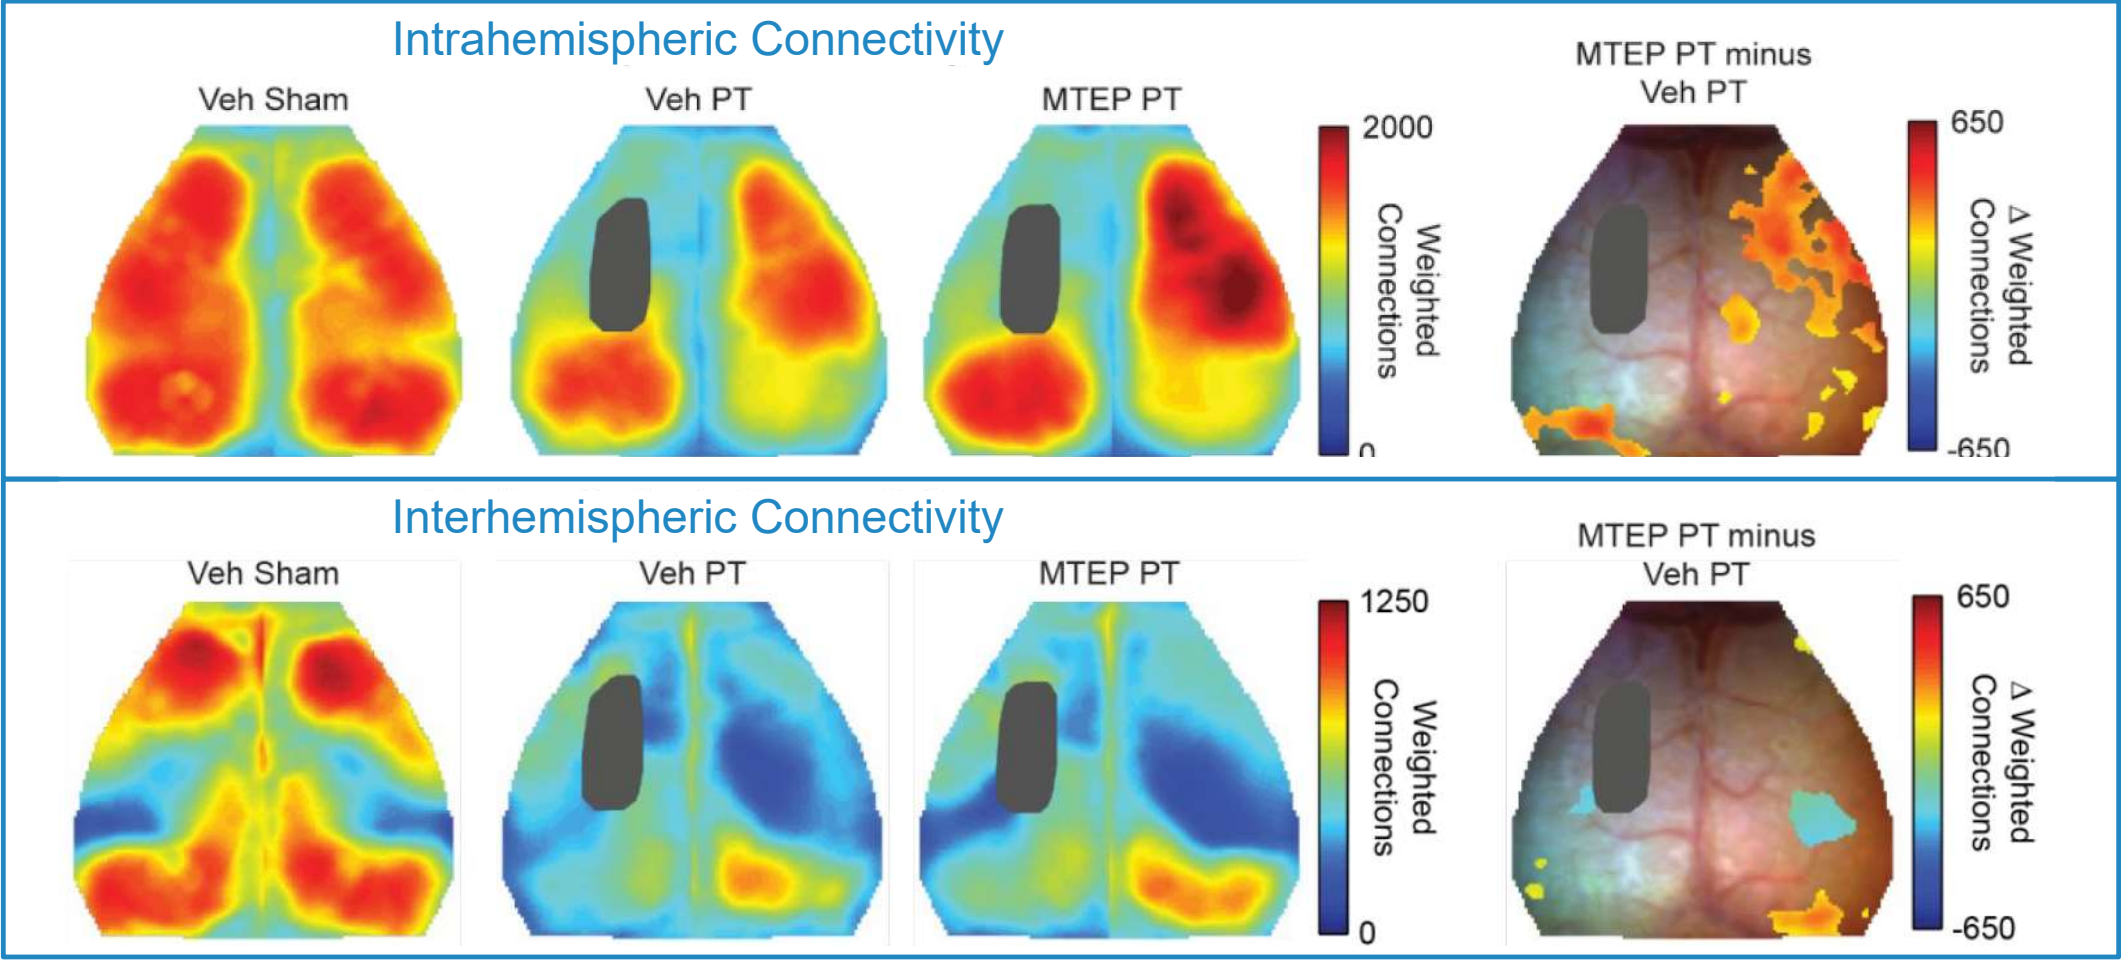 Intrahemispheric Connectivity
Veh Sham
Veh PT
MTEP PT
MTEP PT minus
Veh PT
2000
0
Weighted
Connections
650
-650
Δ Weighted
Connections
Interhemispheric Connectivity
Veh Sham
Veh PT
MTEP PT
MTEP PT minus
Veh PT
1250
0
Weighted
Connections
650
-650
Δ Weighted
Connections